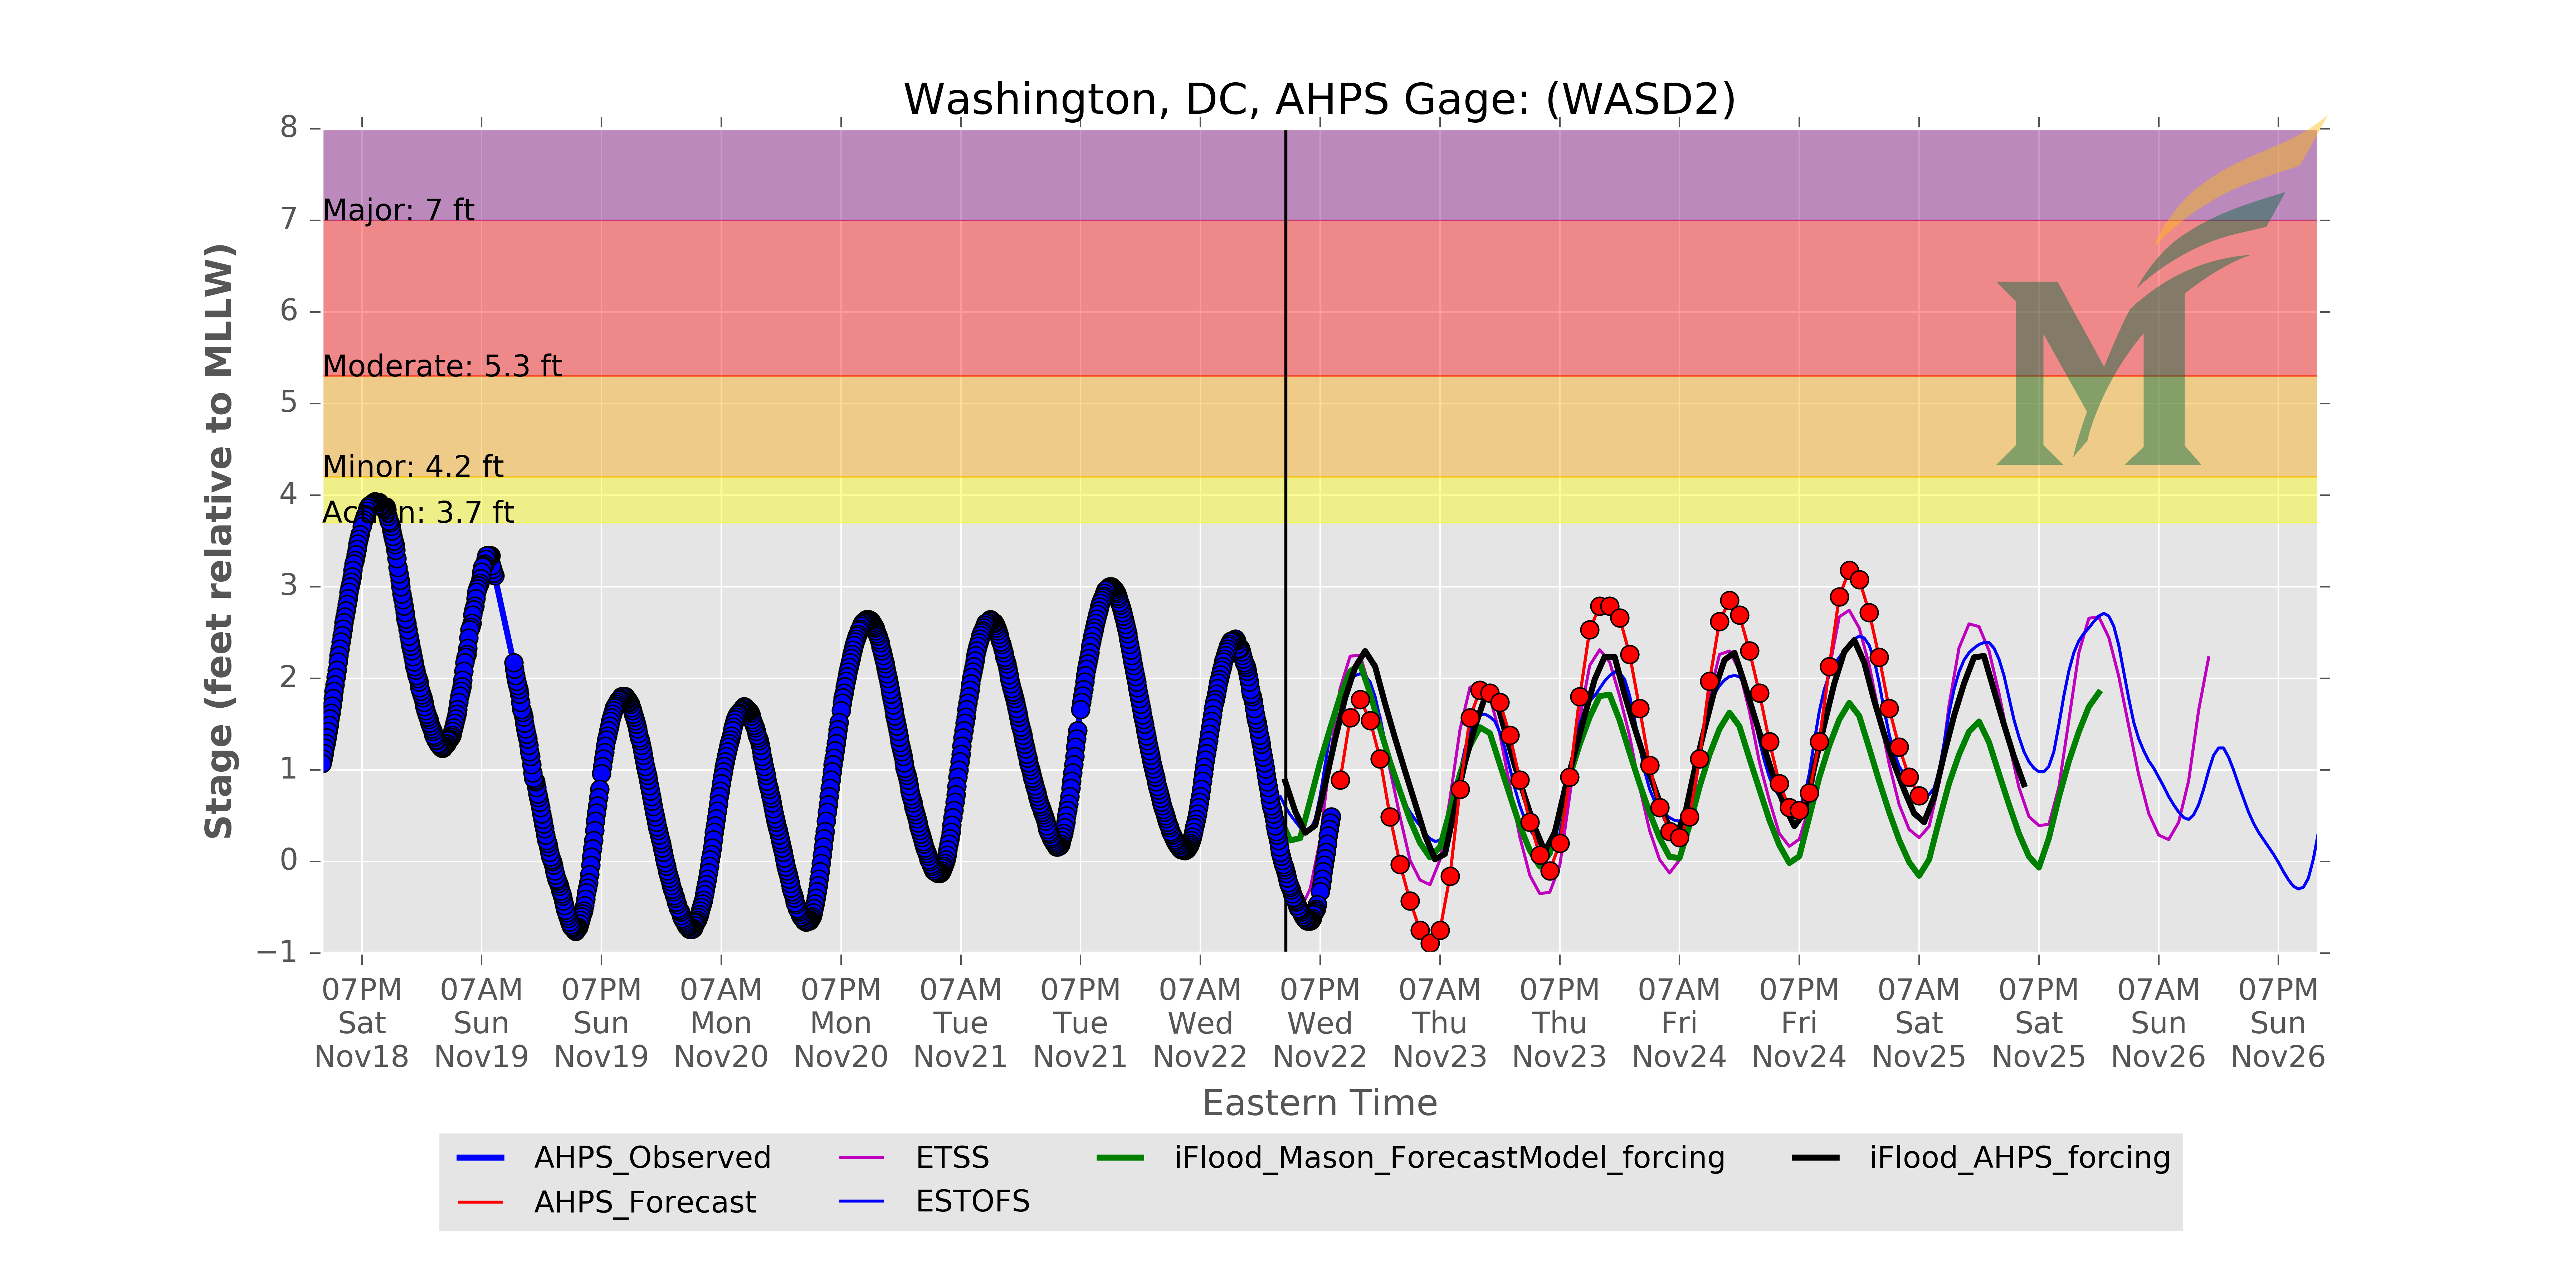 Washington, DC, AHPS Gage: (WASD2)
8
7
6
5
4
3
2
1
0
−1
Stage (feet relative to MLLW)
Major: 7 ft
Moderate: 5.3 ft
Minor: 4.2 ft
Action: 3.7 ft
07PM 07AM 07PM 07AM 07PM 07AM 07PM 07AM 07PM 07AM 07PM 07AM 07PM 07AM 07PM 07AM 07PM
Sat Sun Sun Mon Mon Tue Tue Wed Wed Thu Thu Fri Fri Sat Sat Sun Sun
Nov18 Nov19 Nov19 Nov20 Nov20 Nov21 Nov21 Nov22 Nov22 Nov23 Nov23 Nov24 Nov24 Nov25 Nov25 Nov26 Nov26
Eastern Time
AHPS_Observed ETSS iFlood_Mason_ForecastModel_forcing iFlood_AHPS_forcing
AHPS_Forecast ESTOFS
M